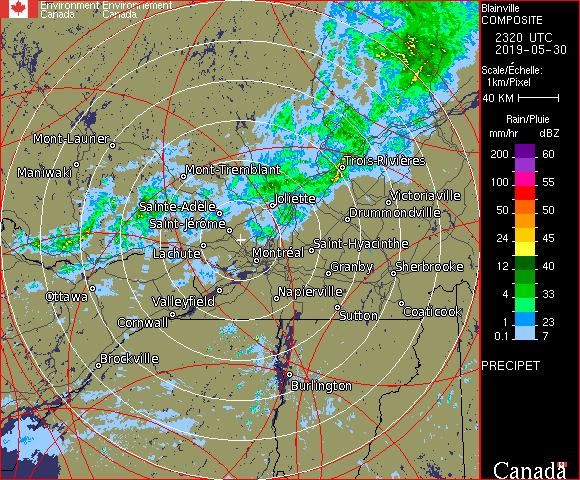 Environment Environnement
Canada Canada
Blainville
COMPOSITE
2320 UTC
2019-05-30
Scale/Échelle:
1km/Pixel
40 KM
Rain/Pluie
mm/hr dBZ
200 60
100 55
50 50
24 45
12 40
4 33
1 23
0.1 7
PRECIPET
Canada
Mont-Laurier
Maniwaki
Mont-Tremblant
Trois-Rivières
Joliette
Victoriaville
Sainte-Adèle
Drummondville
Saint-Jérôme
Lachute
Montréal
Saint-Hyacinthe
Granby
Sherbrooke
Ottawa
Valleyfield
Napierville
Cornwall
Sutton
Coaticook
Brockville
Burlington